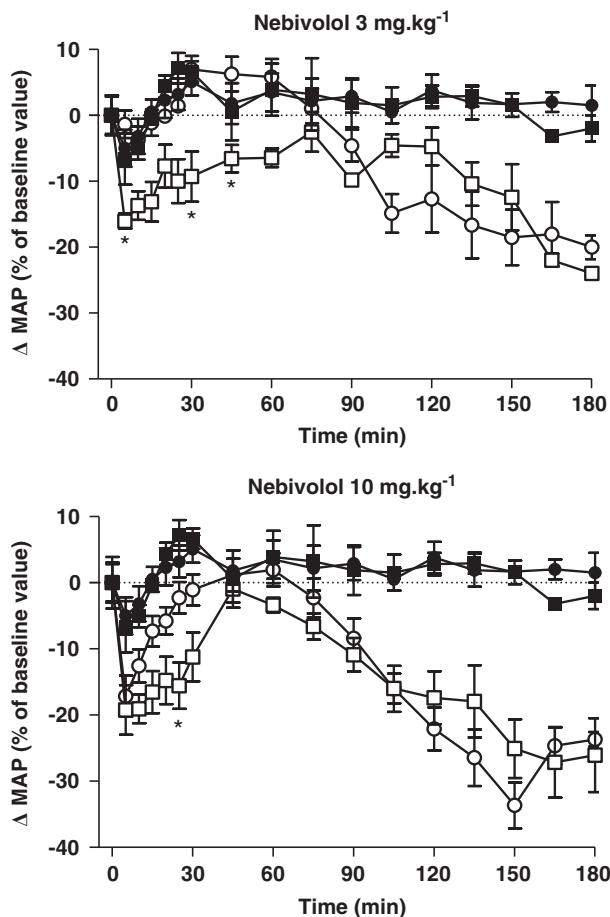 Nebivolol 3 mg.kg⁻¹
10
0
-10
-20
-30
-40
Δ MAP (% of baseline value)
*
*
*
0 30 60 90 120 150 180
Time (min)
Nebivolol 10 mg.kg⁻¹
10
0
-10
-20
-30
-40
Δ MAP (% of baseline value)
*
0 30 60 90 120 150 180
Time (min)